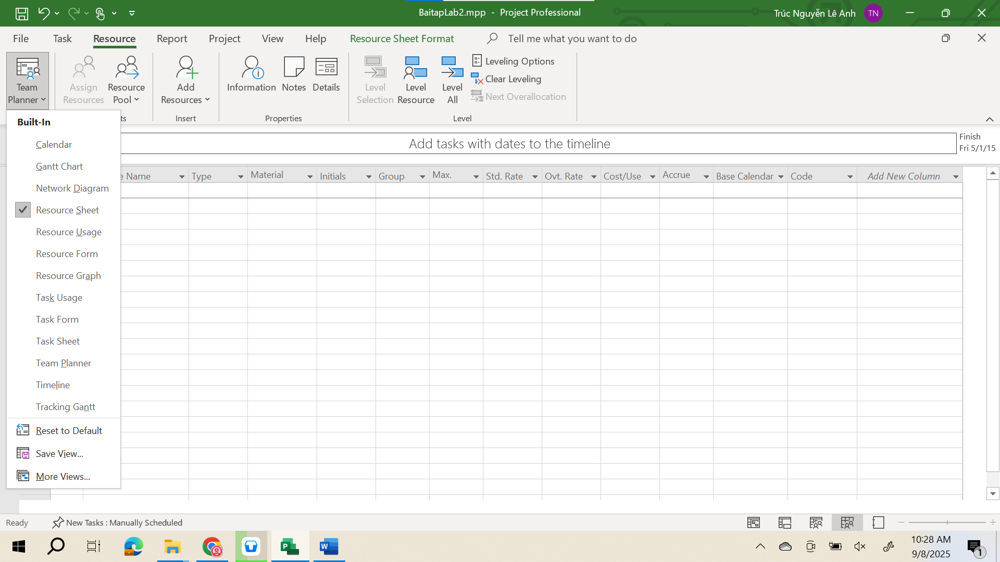 BaitapLab2.mpp - Project Professional
Trúc Nguyễn Lê Anh
TN
File
Task
Resource
Report
Project
View
Help
Resource Sheet Format
Tell me what you want to do
Team
Planner
Assign
Resources
Resource
Pool
Add
Resources
Information
Notes
Details
Level
Selection
Level
Resource
Level
All
Leveling Options
Clear Leveling
Next Overallocation
ts
Insert
Properties
Level
Built-In
Calendar
Gantt Chart
Network Diagram
Resource Sheet
Resource Usage
Resource Form
Resource Graph
Task Usage
Task Form
Task Sheet
Team Planner
Timeline
Tracking Gantt
Reset to Default
Save View...
More Views...
Add tasks with dates to the timeline
Finish
Fri 5/1/15
e Name
Type
Material
Initials
Group
Max.
Std. Rate
Ovt. Rate
Cost/Use
Accrue
Base Calendar
Code
Add New Column
Ready
New Tasks : Manually Scheduled
10:28 AM
9/8/2025
1